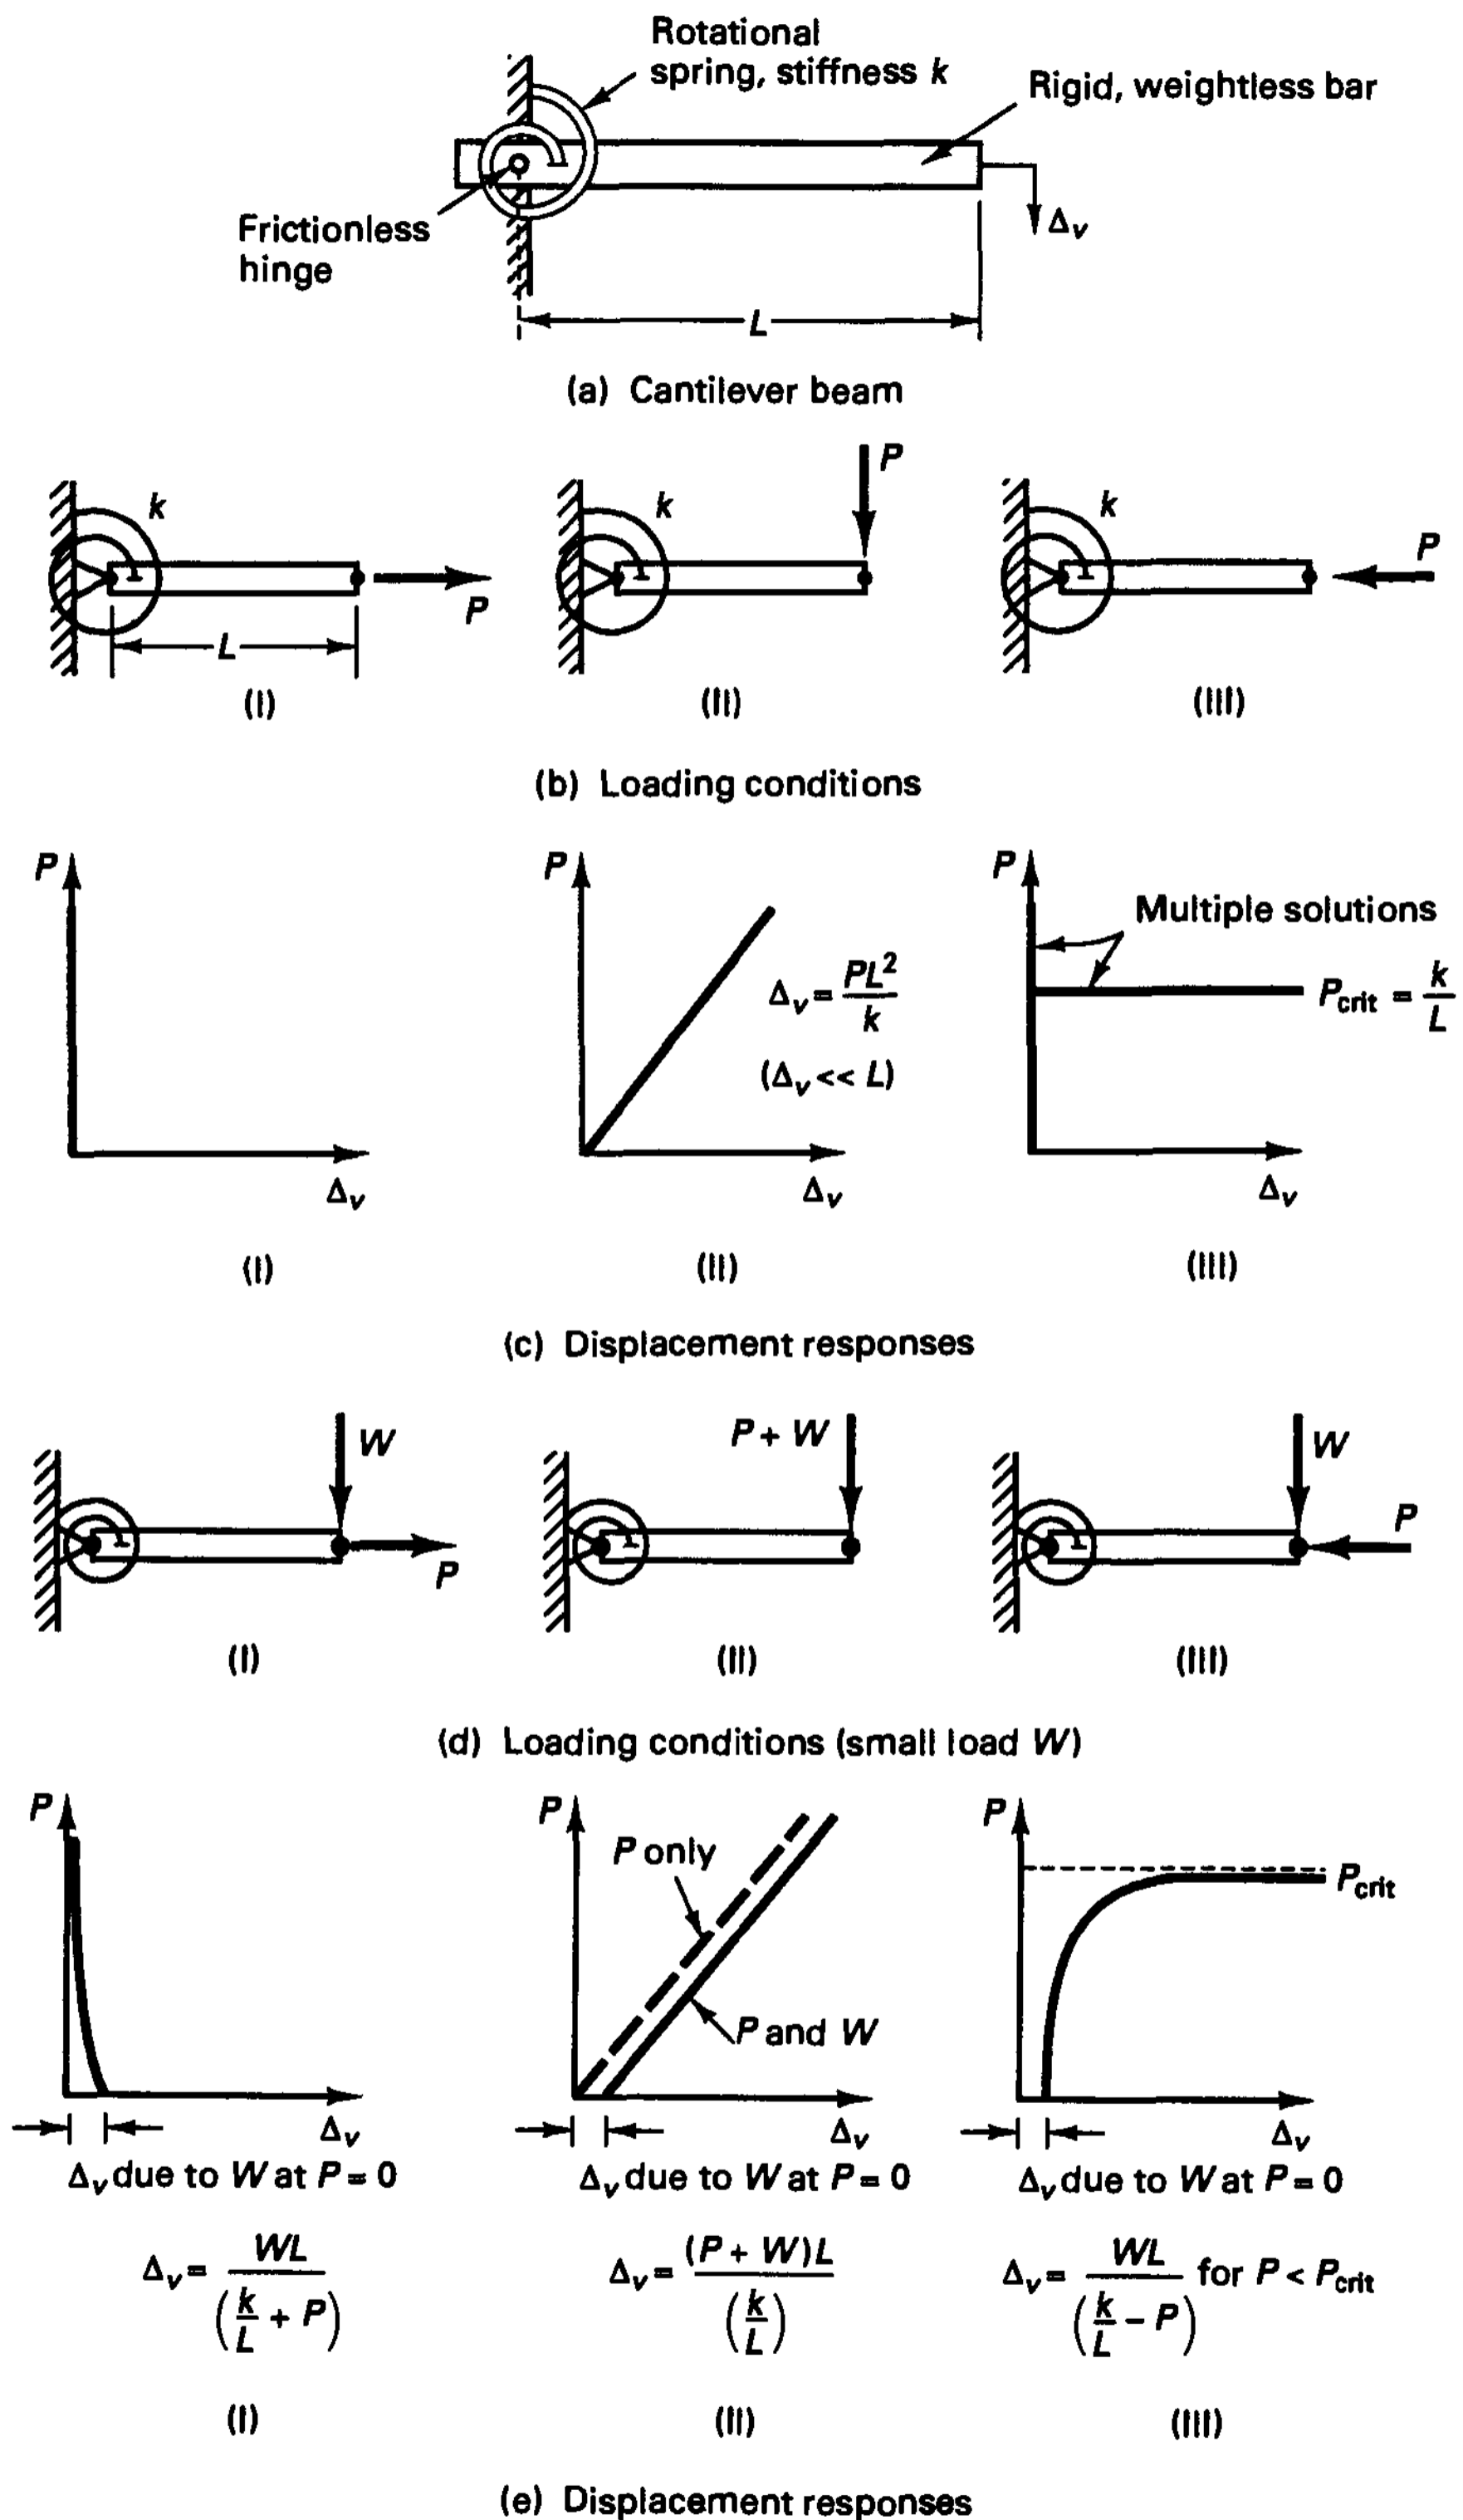 Rotational
spring, stiffness k
Rigid, weightless bar
Frictionless
hinge
Δv
L
(a) Cantilever beam
k
P
L
(I)
P
k
(II)
k
P
(III)
(b) Loading conditions
P
Δv
(I)
P
Δv = PL²/k
(Δv << L)
Δv
(II)
P
Multiple solutions
Pcrit = k/L
Δv
(III)
(c) Displacement responses
W
P
(I)
P + W
(II)
W
P
(III)
(d) Loading conditions (small load W)
P
Δv
Δv due to W at P = 0
Δv = WL/(k/L + P)
(I)
P
P only
P and W
Δv
Δv due to W at P = 0
Δv = (P + W)L/(k/L)
(II)
P
Pcrit
Δv
Δv due to W at P = 0
Δv = WL/(k/L − P) for P < Pcrit
(III)
(e) Displacement responses